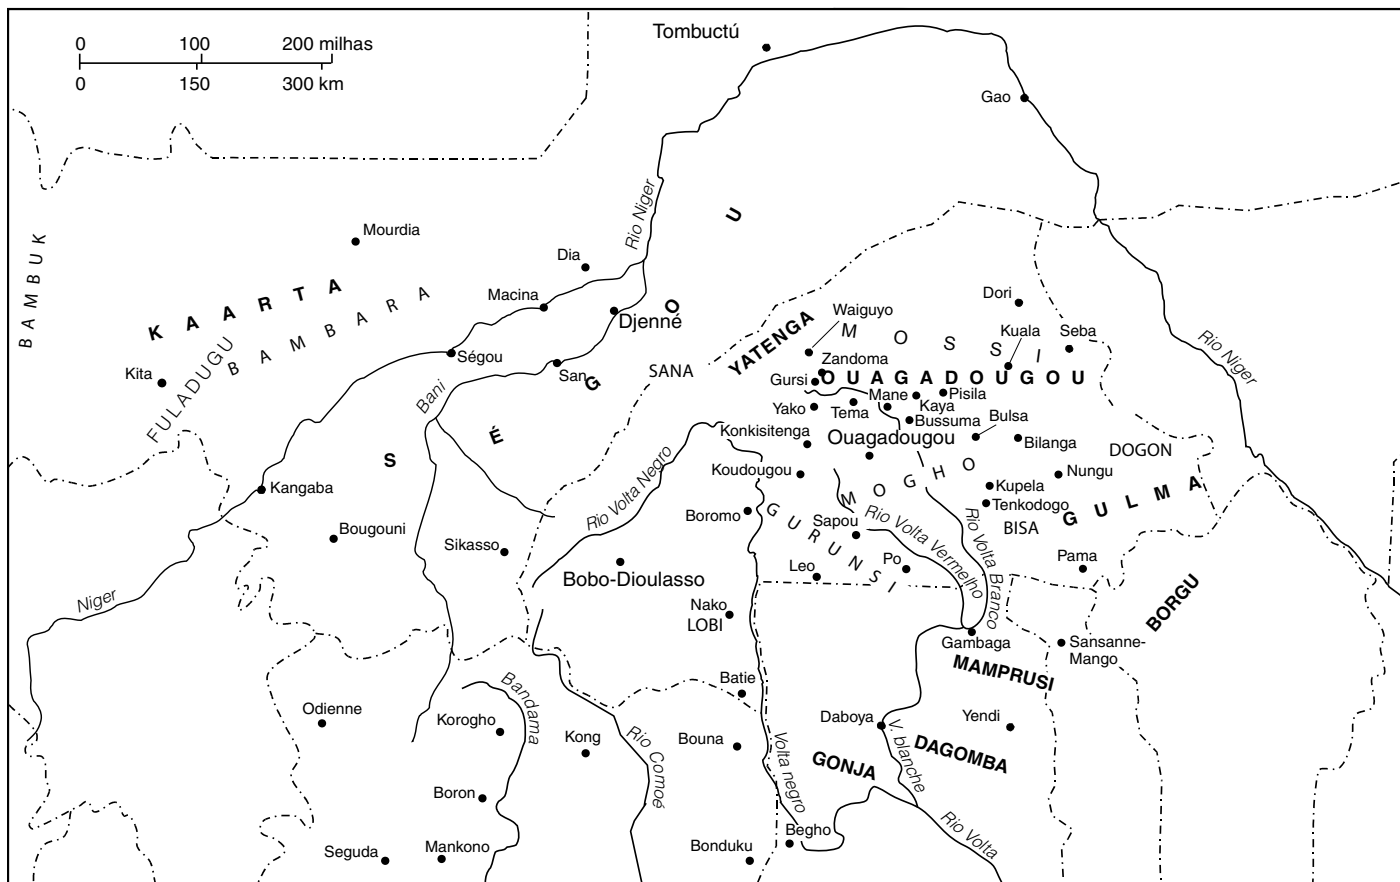 0 100 200 milhas
0 150 300 km
Tombuctú
Gao
BAMBUK
Mourdia
Rio Niger
Dia
Macina
Djenné
KAARTA
BAMBARA
FULADUGU
Kita
Ségou
San
Bani
SÉGOU
SANA
YATENGA
Waiguyo
MOSSI
Dori
Kuala
Seba
Rio Niger
Zandoma
Gursi
OUAGADOUGOU
Mane
Pisila
Kaya
Yako
Tema
Bussuma
Bulsa
Konkisitenga
Ouagadougou
Bilanga
DOGON
Koudougou
MOGHO
Nungu
Kupela
Tenkodogo
GULMA
BISA
Kangaba
Bougouni
Sikasso
Rio Volta Negro
Boromo
GURUNSI
Sapou
Rio Volta Vermelho
Rio Volta Branco
Po
Leo
Pama
Niger
Bobo-Dioulasso
Nako
LOBI
BORGU
Gambaga
Sansanne-
Mango
MAMPRUSI
Odienne
Korogho
Bandama
Kong
Rio Comoé
Batie
Bouna
Volta negro
Daboya
V. blanche
Yendi
DAGOMBA
GONJA
Boron
Seguda
Mankono
Bonduku
Begho
Rio Volta